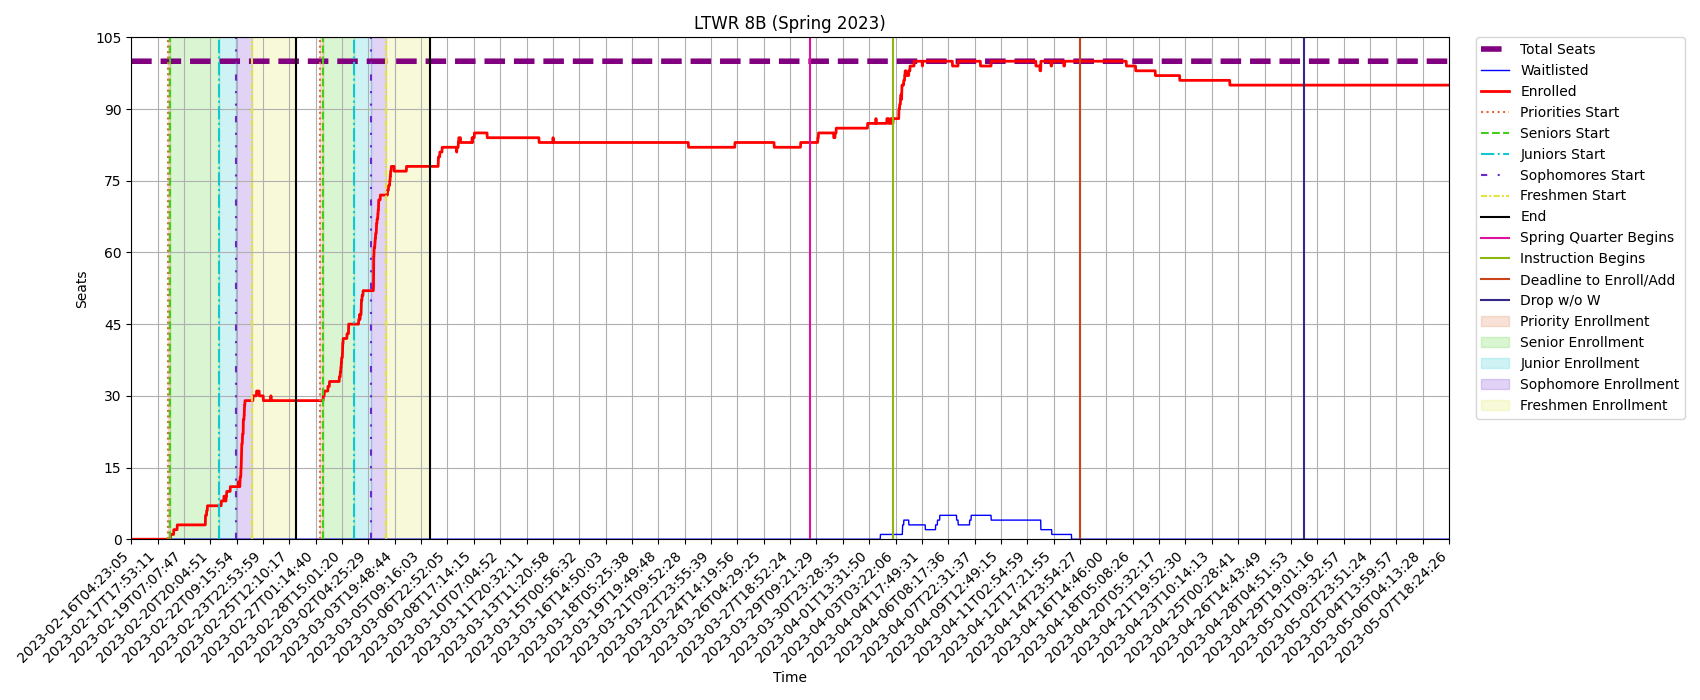 LTWR 8B (Spring 2023)
105
90
75
60
45
30
15
0
Seats
2023-02-16T04:23:05
2023-02-17T17:53:11
2023-02-19T07:07:47
2023-02-20T20:04:51
2023-02-22T09:15:54
2023-02-23T22:53:59
2023-02-25T12:10:17
2023-02-27T01:14:40
2023-02-28T15:01:20
2023-03-02T04:25:29
2023-03-03T19:48:44
2023-03-05T09:16:03
2023-03-06T22:52:05
2023-03-08T17:14:15
2023-03-10T07:04:52
2023-03-11T20:32:11
2023-03-13T11:20:58
2023-03-15T00:56:32
2023-03-16T14:50:03
2023-03-18T05:25:38
2023-03-19T19:49:48
2023-03-21T09:52:28
2023-03-22T23:55:39
2023-03-24T14:19:56
2023-03-26T04:29:25
2023-03-27T18:52:24
2023-03-29T09:21:29
2023-03-30T23:28:35
2023-04-01T13:31:50
2023-04-03T03:22:06
2023-04-04T17:49:31
2023-04-06T08:17:36
2023-04-07T22:31:37
2023-04-09T12:49:15
2023-04-11T02:54:59
2023-04-12T17:21:55
2023-04-14T23:54:27
2023-04-16T14:46:00
2023-04-18T05:08:26
2023-04-20T05:32:17
2023-04-21T19:52:30
2023-04-23T10:14:13
2023-04-25T00:28:41
2023-04-26T14:43:49
2023-04-28T04:51:53
2023-04-29T19:01:16
2023-05-01T09:32:57
2023-05-02T23:51:24
2023-05-04T13:59:57
2023-05-06T04:13:28
2023-05-07T18:24:26
Time
Total Seats
Waitlisted
Enrolled
Priorities Start
Seniors Start
Juniors Start
Sophomores Start
Freshmen Start
End
Spring Quarter Begins
Instruction Begins
Deadline to Enroll/Add
Drop w/o W
Priority Enrollment
Senior Enrollment
Junior Enrollment
Sophomore Enrollment
Freshmen Enrollment